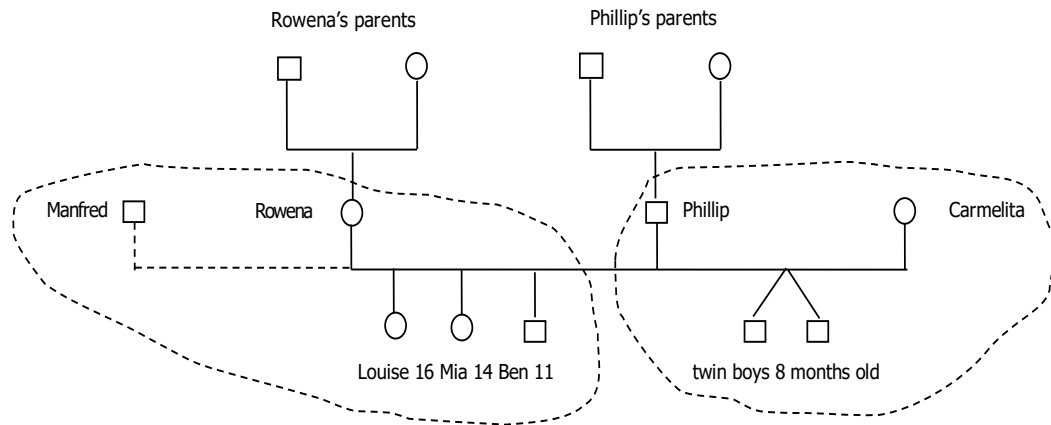 Rowena’s parents
Phillip’s parents
Manfred
Rowena
Phillip
Carmelita
Louise 16 Mia 14 Ben 11
twin boys 8 months old